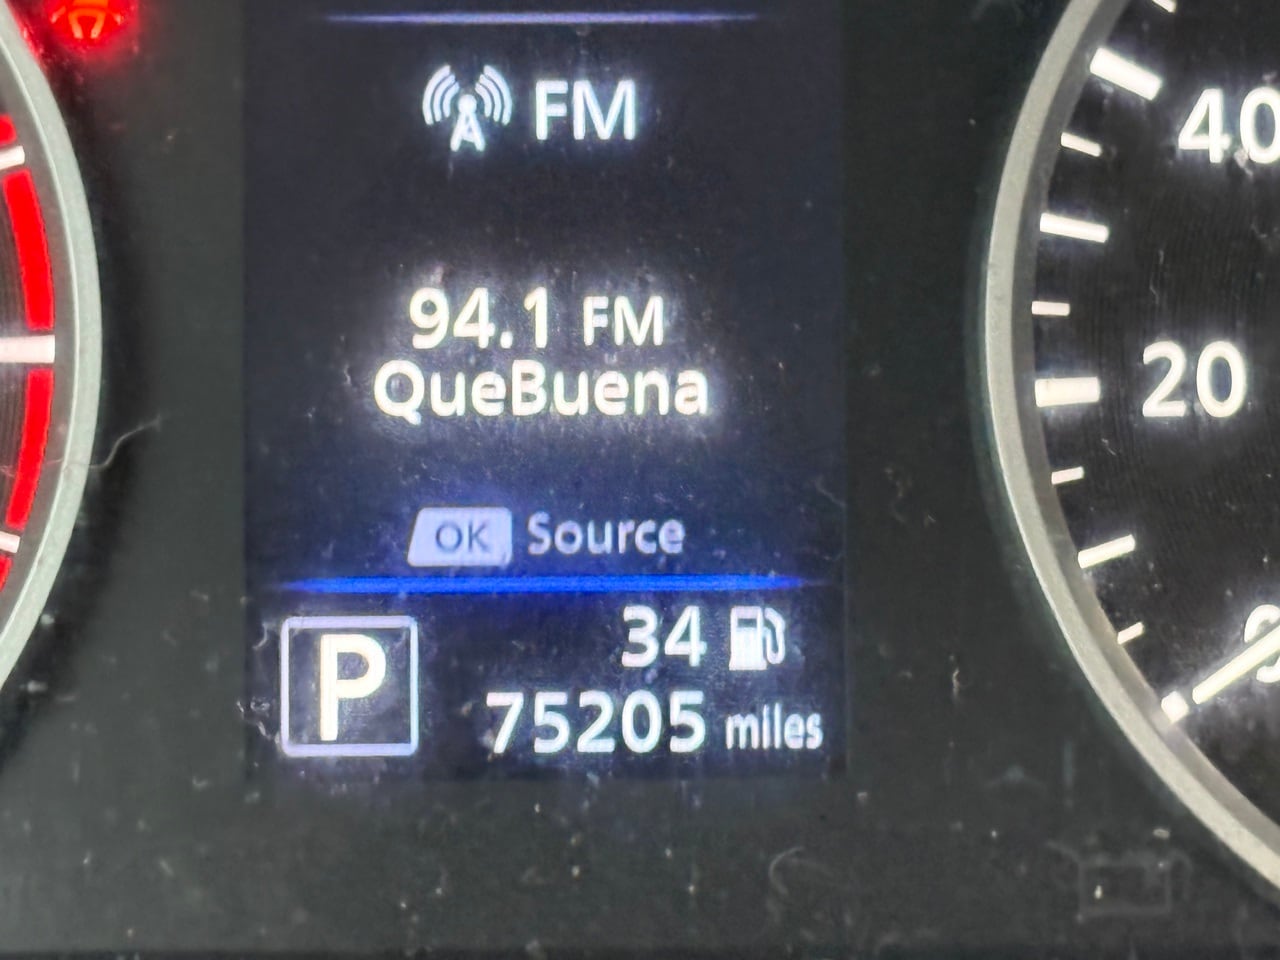 FM
40
94.1 FM
QueBuena
20
OK Source
34
P
75205 miles